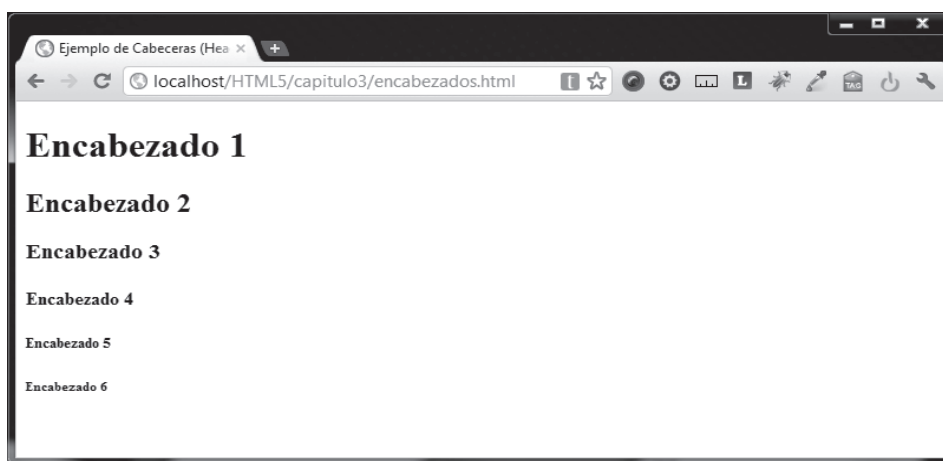 Ejemplo de Cabeceras (Hea
localhost/HTML5/capitulo3/encabezados.html
L
TAG
Encabezado 1
Encabezado 2
Encabezado 3
Encabezado 4
Encabezado 5
Encabezado 6